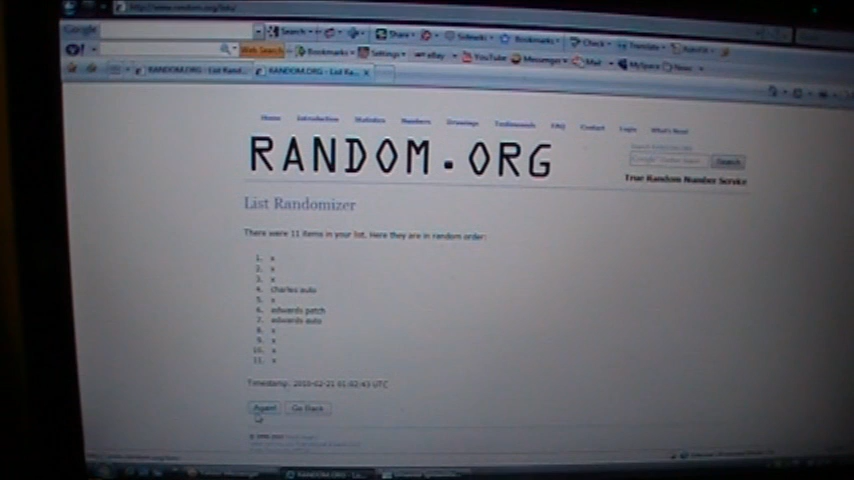 http://www.random.org/lists/
Google Search Share Sidewiki Bookmarks Check Translate AutoFill
Y! Web Search Bookmarks Settings eBay YouTube Messenger Mail MySpace News
RANDOM.ORG - List Rand... RANDOM.ORG - List Ra... x
Home Introduction Statistics Numbers Drawings Testimonials FAQ Contact Login What's New!
RANDOM.ORG
Search
True Random Number Service
List Randomizer
There were 11 items in your list. Here they are in random order:
1. x
2. x
3. x
4. charles auto
5. x
6. edwards patch
7. edwards auto
8. x
9. x
10. x
11. x
Timestamp: 2010-02-21 01:02:43 UTC
Again! Go Back